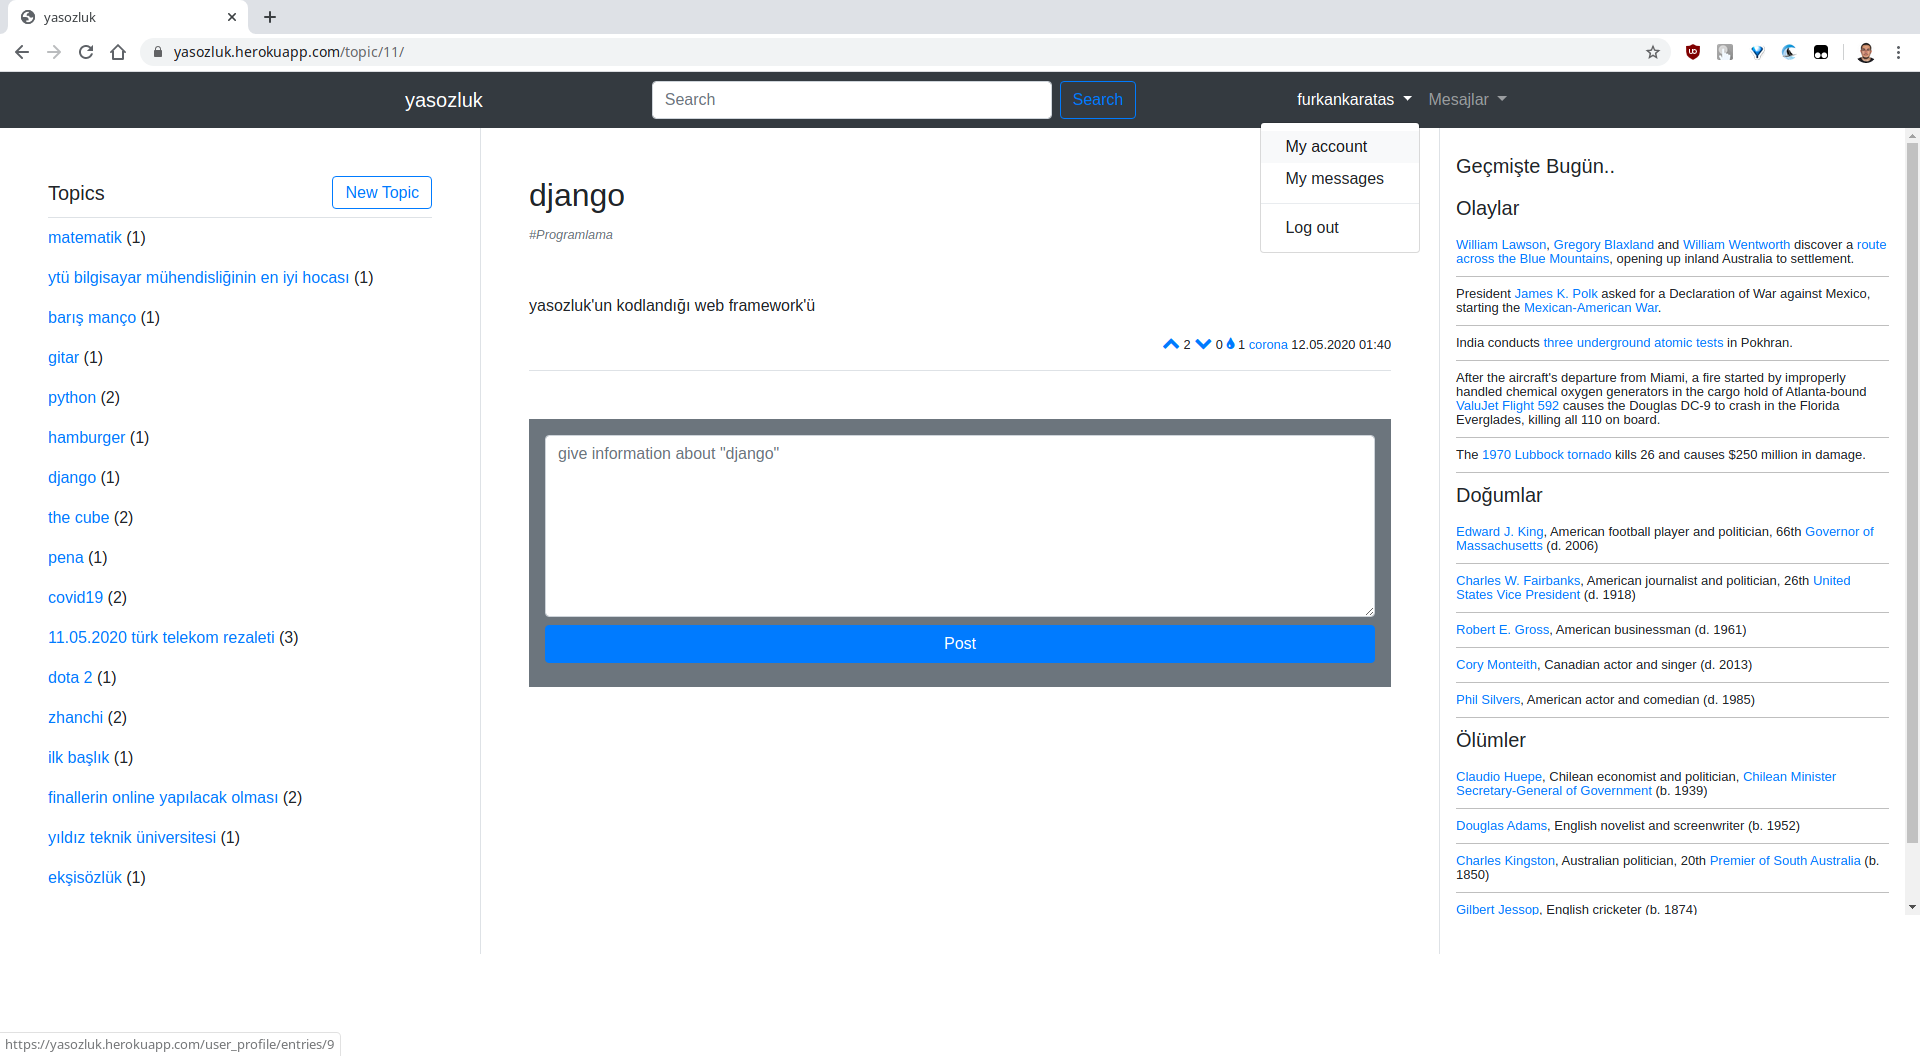 yasozluk
yasozluk.herokuapp.com/topic/11/
yasozluk
Search
Search
furkankaratas
Mesajlar
My account
My messages
Log out
Topics
New Topic
matematik (1)
ytü bilgisayar mühendisliğinin en iyi hocası (1)
barış manço (1)
gitar (1)
python (2)
hamburger (1)
django (1)
the cube (2)
pena (1)
covid19 (2)
11.05.2020 türk telekom rezaleti (3)
dota 2 (1)
zhanchi (2)
ilk başlık (1)
finallerin online yapılacak olması (2)
yıldız teknik üniversitesi (1)
ekşisözlük (1)
django
#Programlama
yasozluk'un kodlandığı web framework'ü
2 0 1 corona 12.05.2020 01:40
give information about "django"
Post
Geçmişte Bugün..
Olaylar
William Lawson, Gregory Blaxland and William Wentworth discover a route
across the Blue Mountains, opening up inland Australia to settlement.
President James K. Polk asked for a Declaration of War against Mexico,
starting the Mexican-American War.
India conducts three underground atomic tests in Pokhran.
After the aircraft's departure from Miami, a fire started by improperly
handled chemical oxygen generators in the cargo hold of Atlanta-bound
ValuJet Flight 592 causes the Douglas DC-9 to crash in the Florida
Everglades, killing all 110 on board.
The 1970 Lubbock tornado kills 26 and causes $250 million in damage.
Doğumlar
Edward J. King, American football player and politician, 66th Governor of
Massachusetts (d. 2006)
Charles W. Fairbanks, American journalist and politician, 26th United
States Vice President (d. 1918)
Robert E. Gross, American businessman (d. 1961)
Cory Monteith, Canadian actor and singer (d. 2013)
Phil Silvers, American actor and comedian (d. 1985)
Ölümler
Claudio Huepe, Chilean economist and politician, Chilean Minister
Secretary-General of Government (b. 1939)
Douglas Adams, English novelist and screenwriter (b. 1952)
Charles Kingston, Australian politician, 20th Premier of South Australia (b.
1850)
Gilbert Jessop, English cricketer (b. 1874)
https://yasozluk.herokuapp.com/user_profile/entries/9